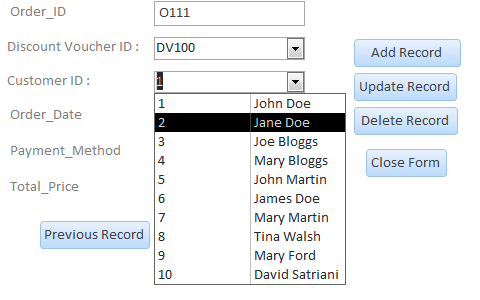 Order_ID O111
Discount Voucher ID : DV100
Add Record
Customer ID : 1
Update Record
1 John Doe
Order_Date 2 Jane Doe Delete Record
3 Joe Bloggs
Payment_Method 4 Mary Bloggs Close Form
5 John Martin
Total_Price 6 James Doe
7 Mary Martin
Previous Record 8 Tina Walsh
9 Mary Ford
10 David Satriani